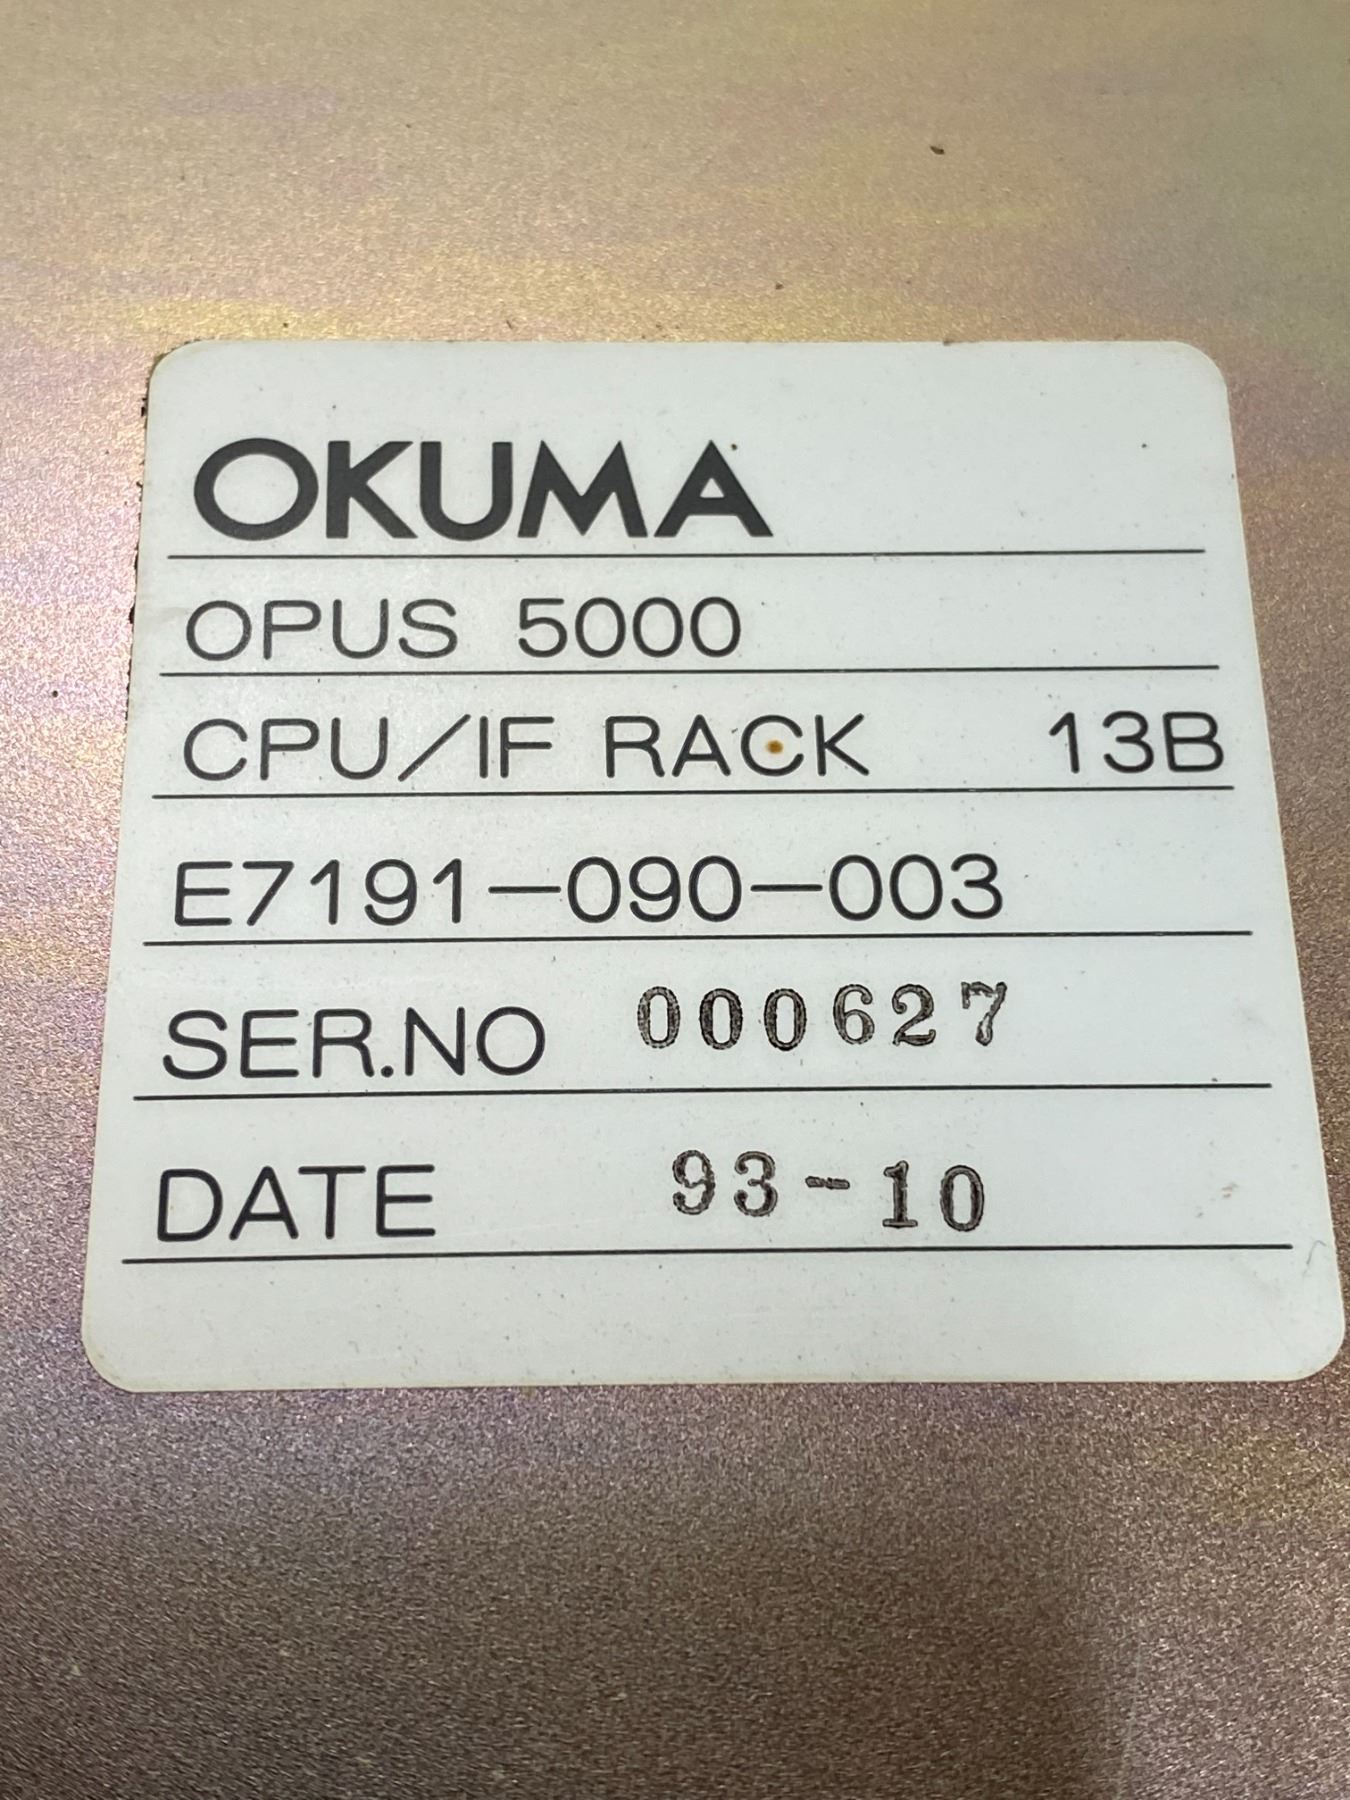 OKUMA
OPUS 5000
CPU/IF RACK 13B
E7191-090-003
SER.NO 000627
DATE 93-10